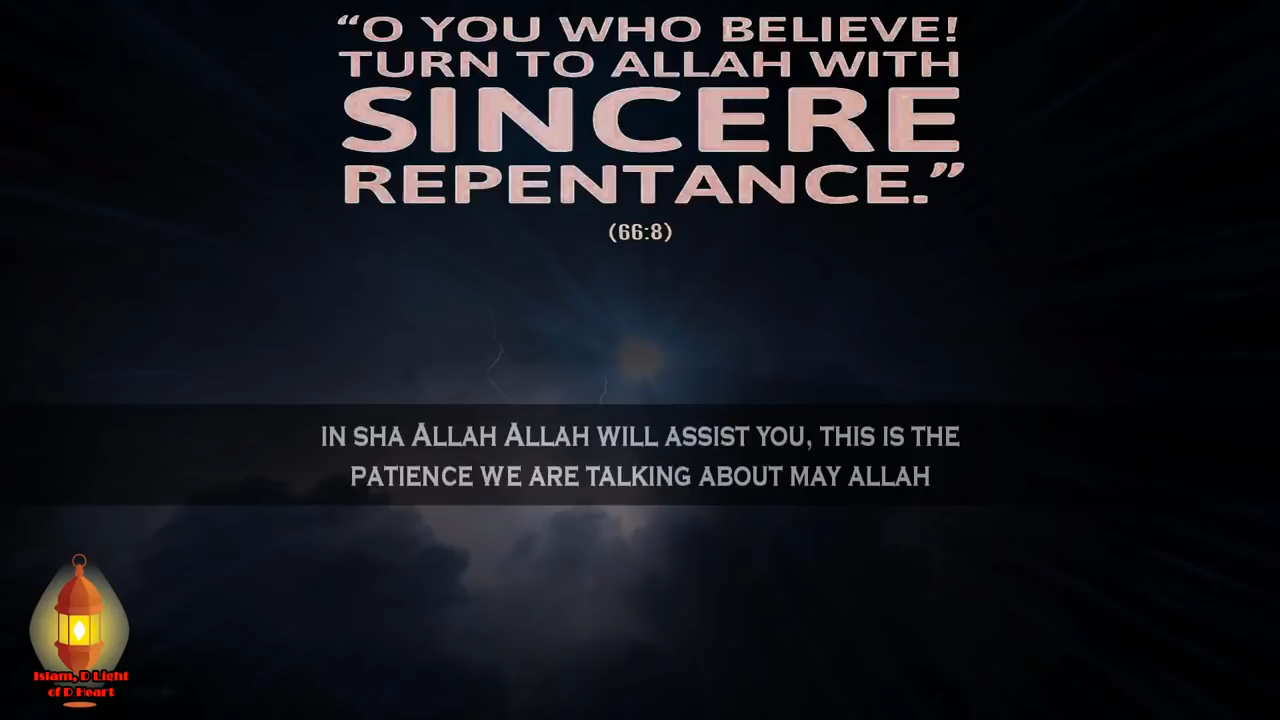 “O YOU WHO BELIEVE!
TURN TO ALLAH WITH
SINCERE
REPENTANCE.”
(66:8)
IN SHA ALLAH ALLAH WILL ASSIST YOU, THIS IS THE
PATIENCE WE ARE TALKING ABOUT MAY ALLAH
Islam, D Light
of D Heart